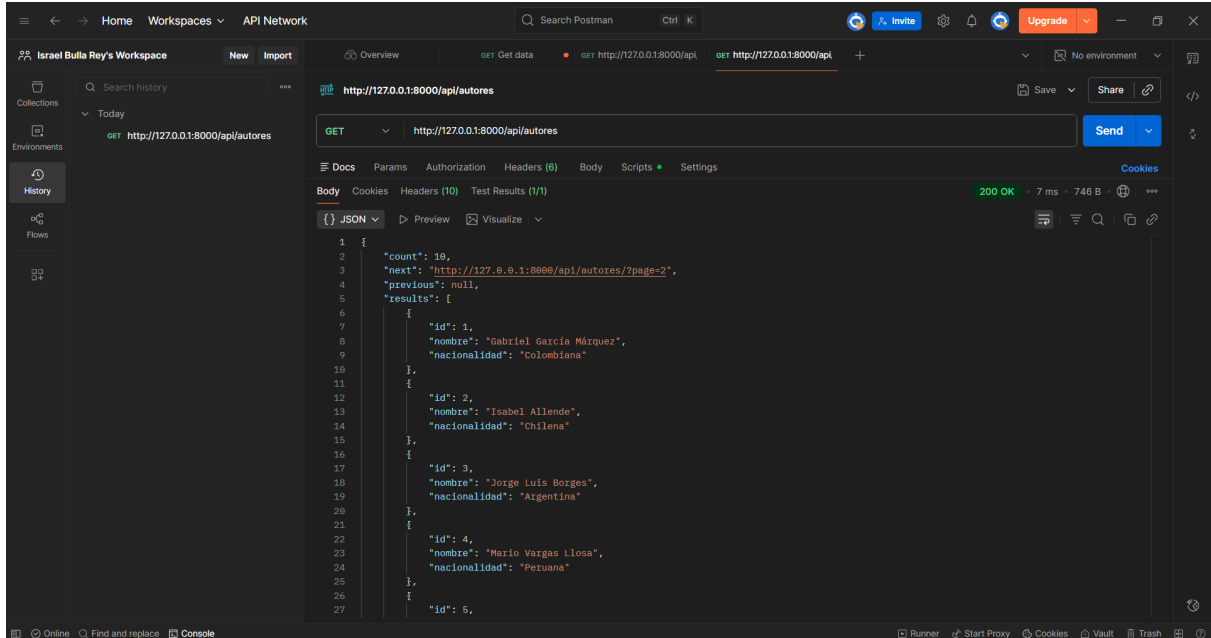 Home Workspaces API Network Search Postman Ctrl K Invite Upgrade
Israel Bulla Rey's Workspace New Import Overview GET Get data GET http://127.0.0.1:8000/api GET http://127.0.0.1:8000/api No environment
Collections
Environments
History
Flows
Search history
Today
GET http://127.0.0.1:8000/api/autores
HTTP http://127.0.0.1:8000/api/autores Save Share
GET http://127.0.0.1:8000/api/autores Send
Docs Params Authorization Headers (6) Body Scripts Settings Cookies
Body Cookies Headers (10) Test Results (1/1) 200 OK 7 ms 746 B
{} JSON Preview Visualize
1 {
2 "count": 10,
3 "next": "http://127.0.0.1:8000/api/autores/?page=2",
4 "previous": null,
5 "results": [
6 {
7 "id": 1,
8 "nombre": "Gabriel García Márquez",
9 "nacionalidad": "Colombiana"
10 },
11 {
12 "id": 2,
13 "nombre": "Isabel Allende",
14 "nacionalidad": "Chilena"
15 },
16 {
17 "id": 3,
18 "nombre": "Jorge Luis Borges",
19 "nacionalidad": "Argentina"
20 },
21 {
22 "id": 4,
23 "nombre": "Mario Vargas Llosa",
24 "nacionalidad": "Peruana"
25 },
26 {
27 "id": 5,
Online Find and replace Console Runner Start Proxy Cookies Vault Trash